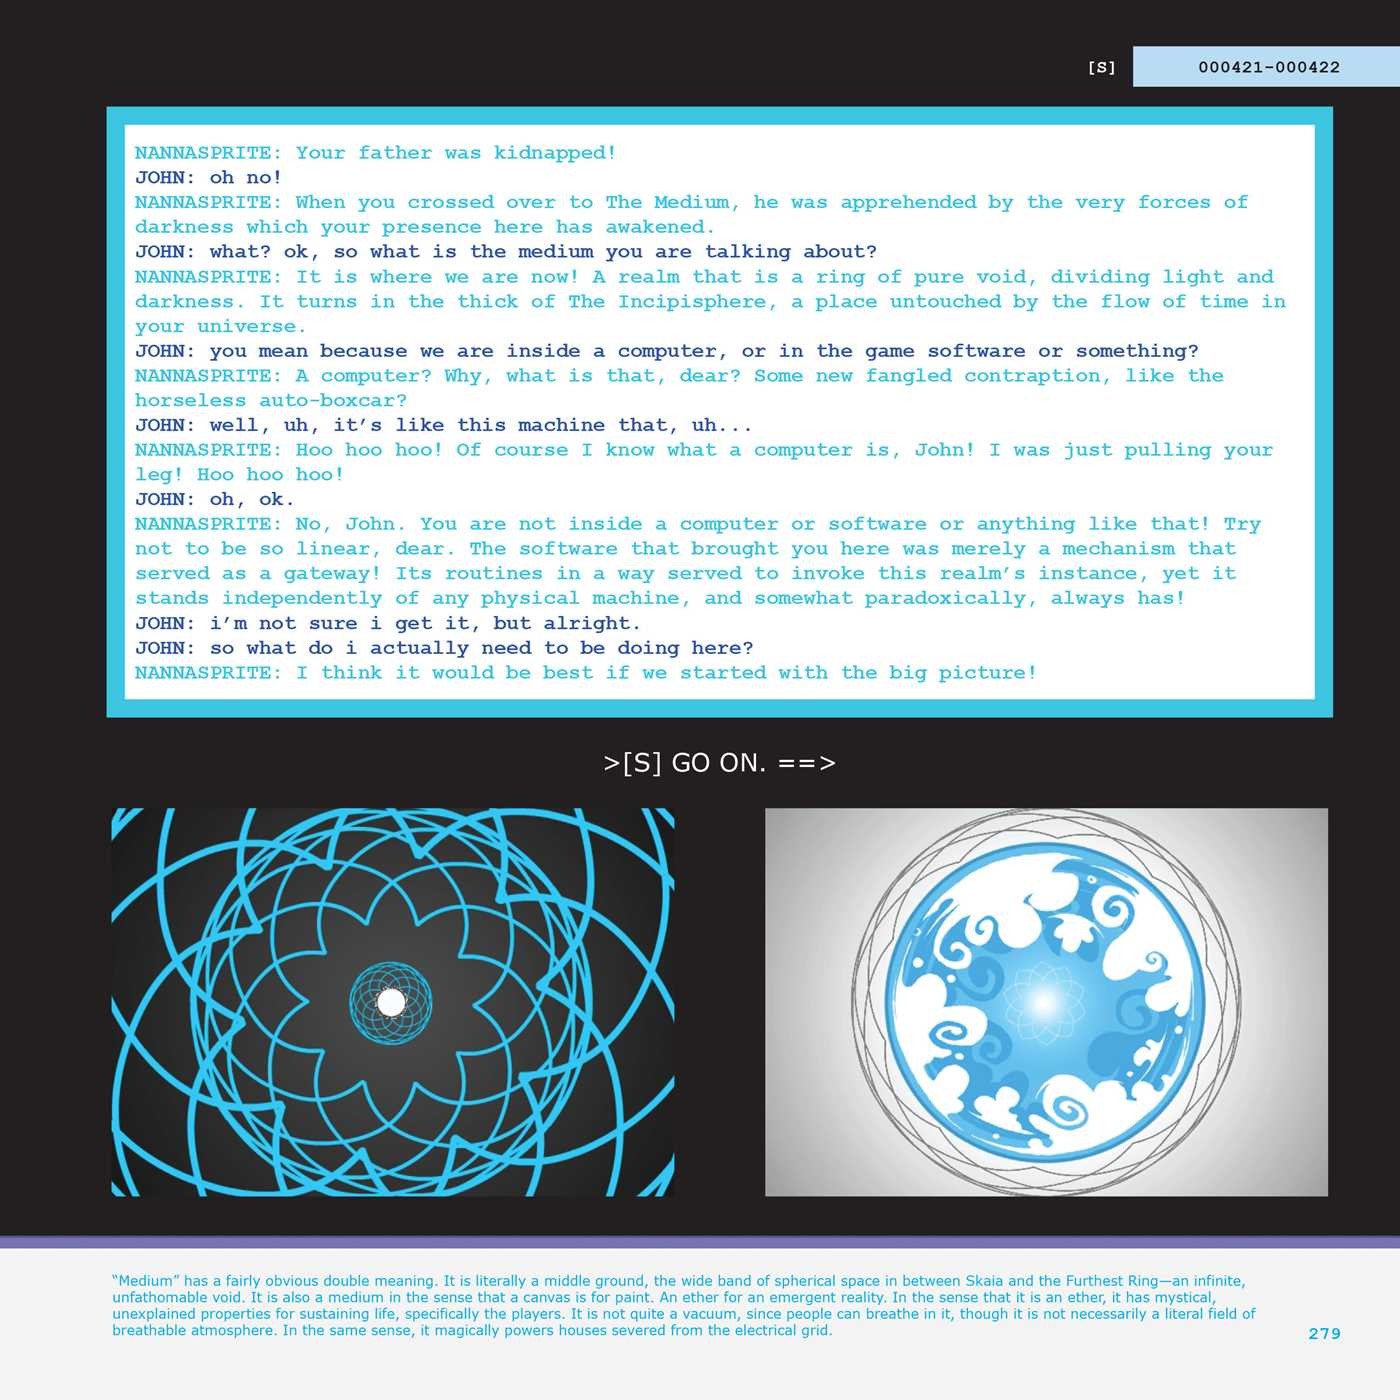 [S] 000421-000422
NANNASPRITE: Your father was kidnapped!
JOHN: oh no!
NANNASPRITE: When you crossed over to The Medium, he was apprehended by the very forces of
darkness which your presence here has awakened.
JOHN: what? ok, so what is the medium you are talking about?
NANNASPRITE: It is where we are now! A realm that is a ring of pure void, dividing light and
darkness. It turns in the thick of The Incipisphere, a place untouched by the flow of time in
your universe.
JOHN: you mean because we are inside a computer, or in the game software or something?
NANNASPRITE: A computer? Why, what is that, dear? Some new fangled contraption, like the
horseless auto-boxcar?
JOHN: well, uh, it’s like this machine that, uh...
NANNASPRITE: Hoo hoo hoo! Of course I know what a computer is, John! I was just pulling your
leg! Hoo hoo hoo!
JOHN: oh, ok.
NANNASPRITE: No, John. You are not inside a computer or software or anything like that! Try
not to be so linear, dear. The software that brought you here was merely a mechanism that
served as a gateway! Its routines in a way served to invoke this realm’s instance, yet it
stands independently of any physical machine, and somewhat paradoxically, always has!
JOHN: i’m not sure i get it, but alright.
JOHN: so what do i actually need to be doing here?
NANNASPRITE: I think it would be best if we started with the big picture!
>[S] GO ON. ==>
“Medium” has a fairly obvious double meaning. It is literally a middle ground, the wide band of spherical space in between Skaia and the Furthest Ring—an infinite,
unfathomable void. It is also a medium in the sense that a canvas is for paint. An ether for an emergent reality. In the sense that it is an ether, it has mystical,
unexplained properties for sustaining life, specifically the players. It is not quite a vacuum, since people can breathe in it, though it is not necessarily a literal field of
breathable atmosphere. In the same sense, it magically powers houses severed from the electrical grid.
279